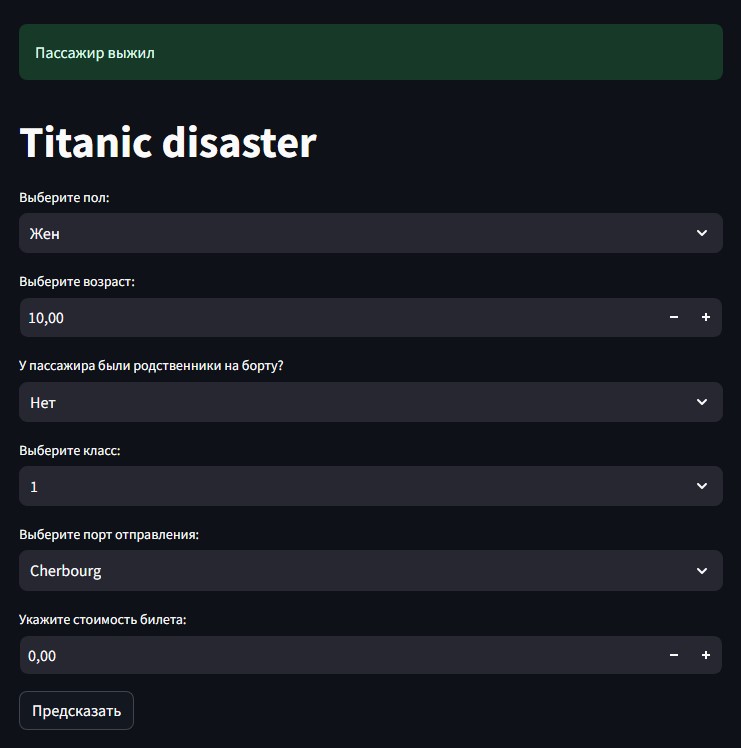 Пассажир выжил
Titanic disaster
Выберите пол:
Жен
Выберите возраст:
10,00
У пассажира были родственники на борту?
Нет
Выберите класс:
1
Выберите порт отправления:
Cherbourg
Укажите стоимость билета:
0,00
Предсказать